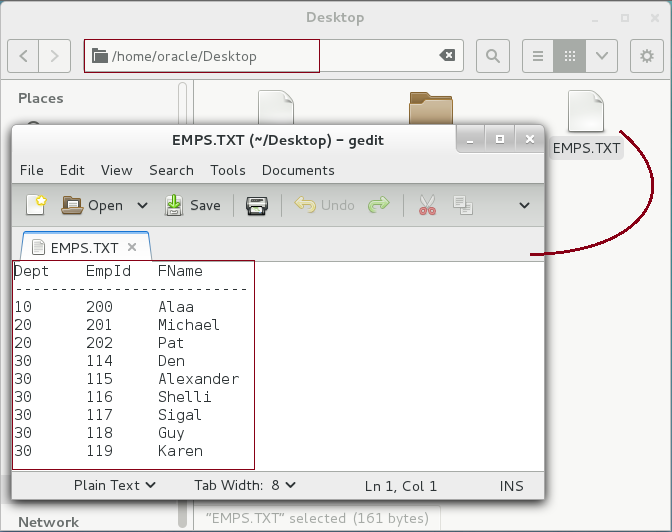 Desktop
/home/oracle/Desktop
Places
EMPS.TXT
EMPS.TXT (~/Desktop) - gedit
File Edit View Search Tools Documents
Open Save Undo
EMPS.TXT
Dept EmpId FName
--------------------------
10 200 Alaa
20 201 Michael
20 202 Pat
30 114 Den
30 115 Alexander
30 116 Shelli
30 117 Sigal
30 118 Guy
30 119 Karen
Plain Text Tab Width: 8 Ln 1, Col 1 INS
Network
"EMPS.TXT" selected (161 bytes)